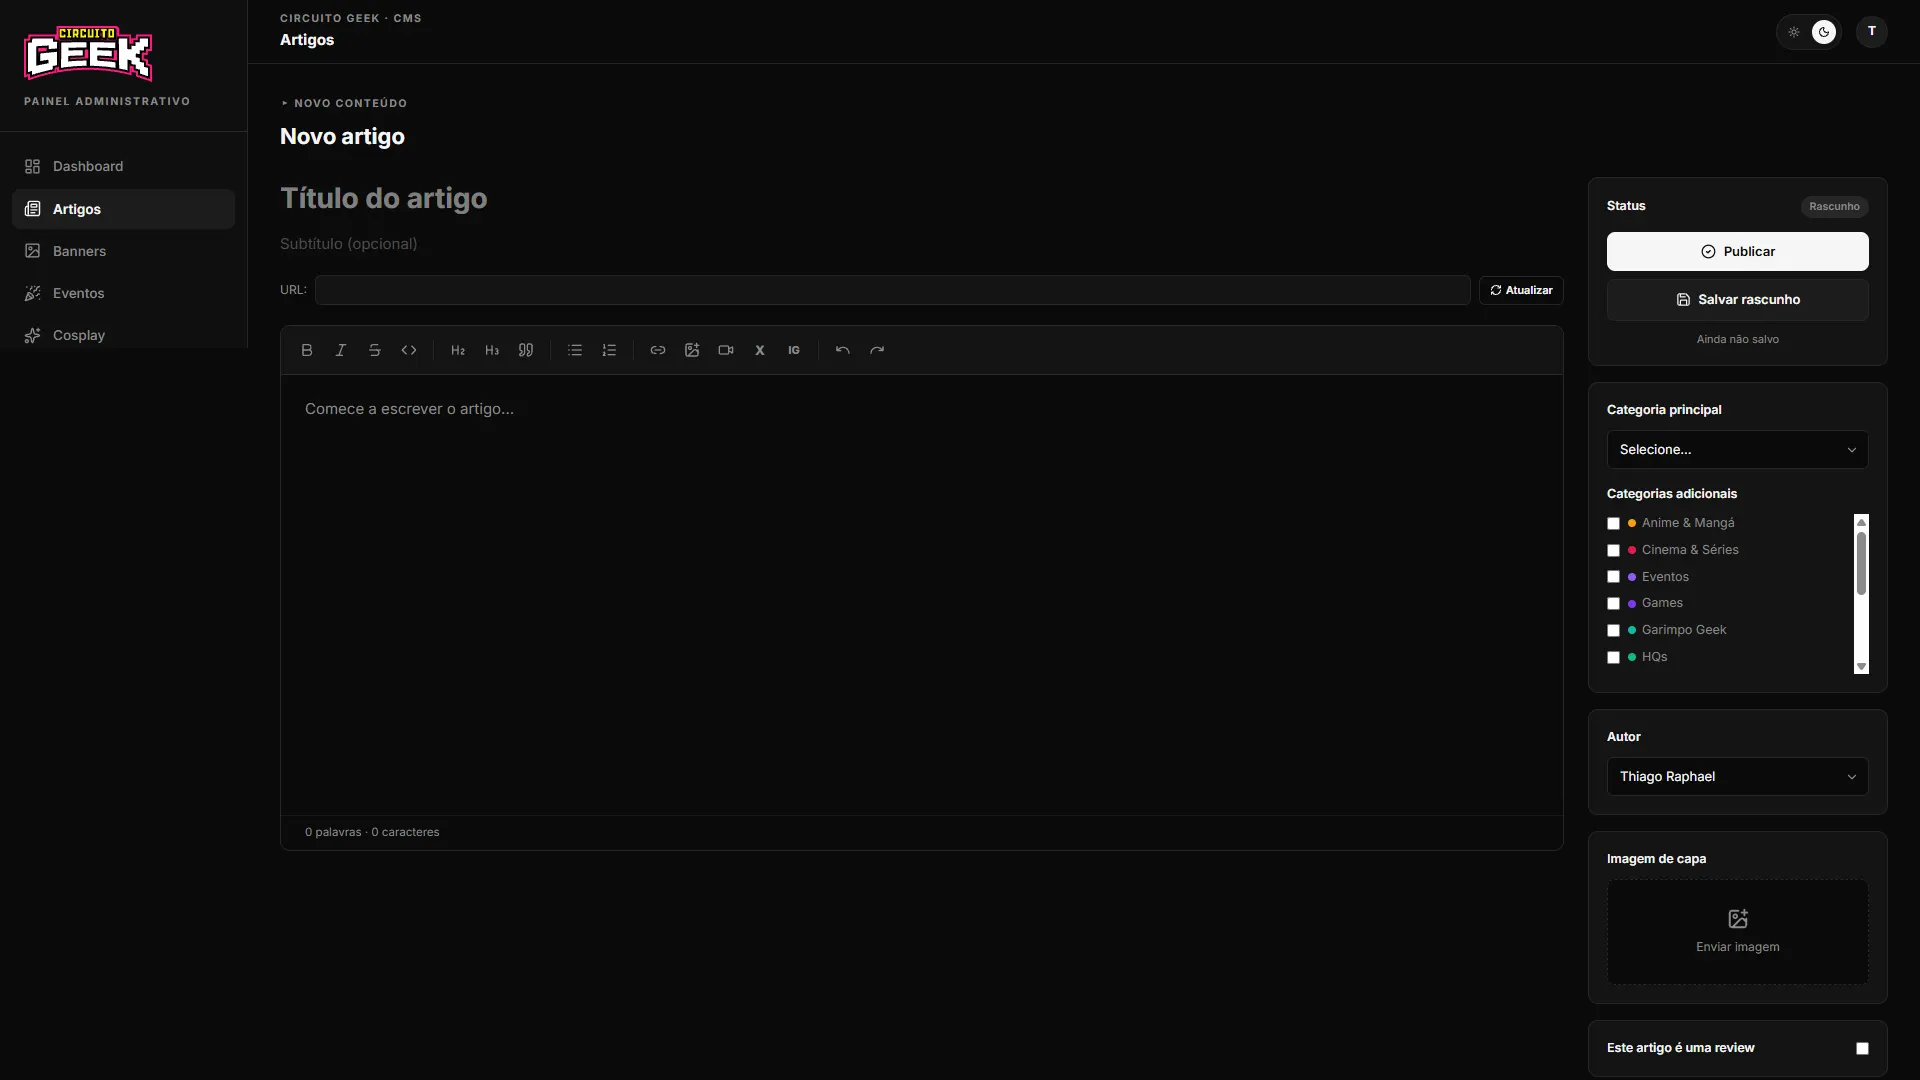 CIRCUITO
GEEK
PAINEL ADMINISTRATIVO
Dashboard
Artigos
Banners
Eventos
Cosplay
CIRCUITO GEEK · CMS
Artigos
T
NOVO CONTEÚDO
Novo artigo
Título do artigo
Subtítulo (opcional)
URL:
Atualizar
B I S <> H2 H3 X IG
Comece a escrever o artigo...
0 palavras · 0 caracteres
Status
Rascunho
Publicar
Salvar rascunho
Ainda não salvo
Categoria principal
Selecione...
Categorias adicionais
Anime & Mangá
Cinema & Séries
Eventos
Games
Garimpo Geek
HQs
Autor
Thiago Raphael
Imagem de capa
Enviar imagem
Este artigo é uma review